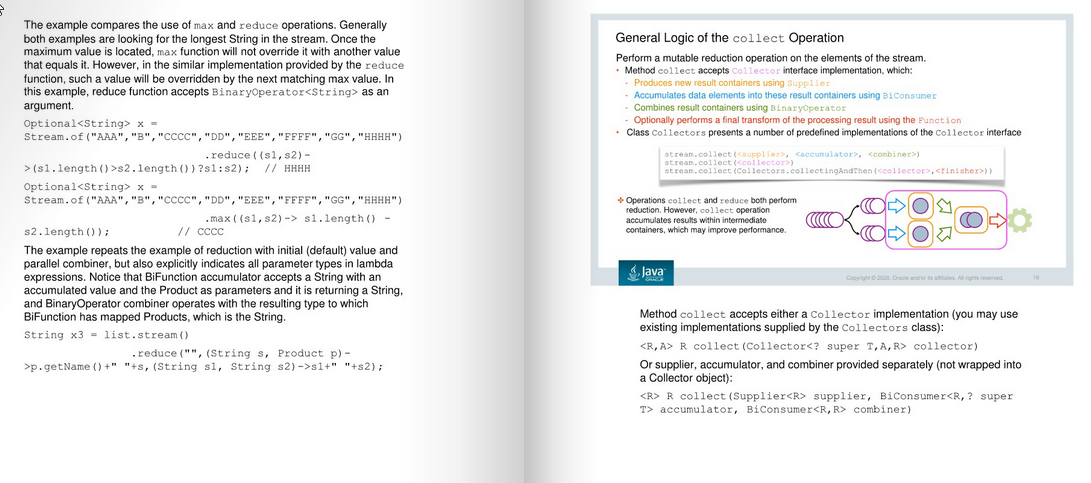 The example compares the use of max and reduce operations. Generally
both examples are looking for the longest String in the stream. Once the
maximum value is located, max function will not override it with another value
that equals it. However, in the similar implementation provided by the reduce
function, such a value will be overridden by the next matching max value. In
this example, reduce function accepts BinaryOperator<String> as an
argument.
Optional<String> x =
Stream.of("AAA","B","CCCC","DD","EEE","FFFF","GG","HHHH")
.reduce((s1,s2)-
>(s1.length()>s2.length())?s1:s2); // HHHH
Optional<String> x =
Stream.of("AAA","B","CCCC","DD","EEE","FFFF","GG","HHHH")
.max((s1,s2)-> s1.length() -
s2.length()); // CCCC
The example repeats the example of reduction with initial (default) value and
parallel combiner, but also explicitly indicates all parameter types in lambda
expressions. Notice that BiFunction accumulator accepts a String with an
accumulated value and the Product as parameters and it is returning a String,
and BinaryOperator combiner operates with the resulting type to which
BiFunction has mapped Products, which is the String.
String x3 = list.stream()
.reduce("",(String s, Product p)-
>p.getName()+" "+s,(String s1, String s2)->s1+" "+s2);
General Logic of the collect Operation
Perform a mutable reduction operation on the elements of the stream.
• Method collect accepts Collector interface implementation, which:
- Produces new result containers using Supplier
- Accumulates data elements into these result containers using BiConsumer
- Combines result containers using BinaryOperator
- Optionally performs a final transform of the processing result using the Function
• Class Collectors presents a number of predefined implementations of the Collector interface
stream.collect(<supplier>, <accumulator>, <combiner>)
stream.collect(<collector>)
stream.collect(Collectors.collectingAndThen(<collector>,<finisher>))
Operations collect and reduce both perform
reduction. However, collect operation
accumulates results within intermediate
containers, which may improve performance.
Java
ORACLE
Copyright © 2020, Oracle and/or its affiliates. All rights reserved.
18
Method collect accepts either a Collector implementation (you may use
existing implementations supplied by the Collectors class):
<R,A> R collect(Collector<? super T,A,R> collector)
Or supplier, accumulator, and combiner provided separately (not wrapped into
a Collector object):
<R> R collect(Supplier<R> supplier, BiConsumer<R,? super
T> accumulator, BiConsumer<R,R> combiner)